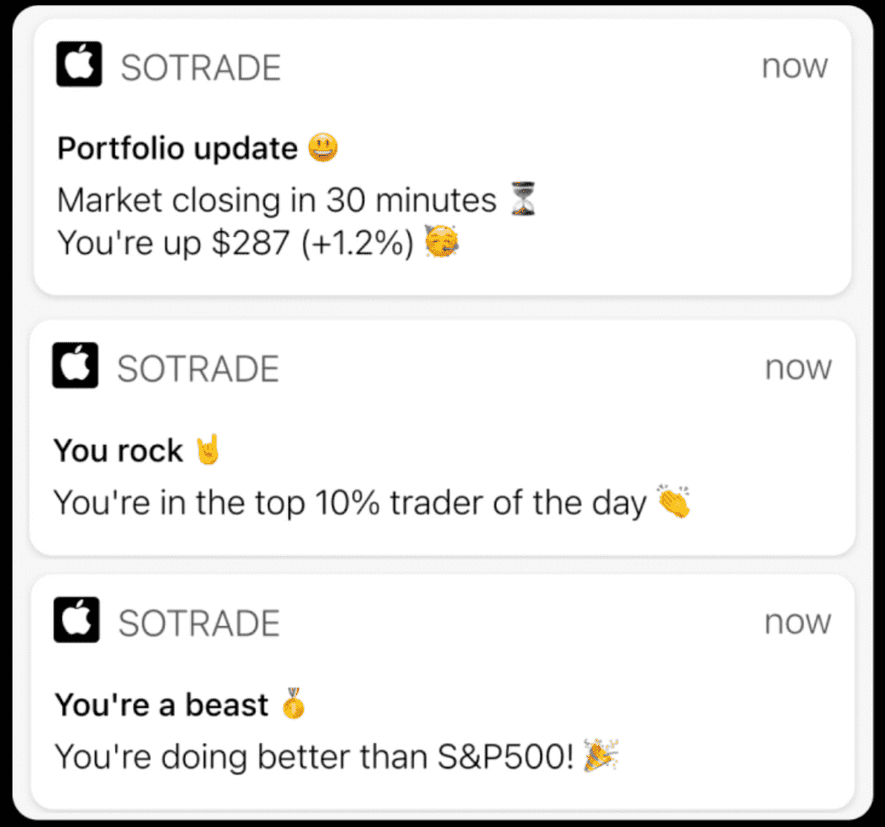 SOTRADE now
Portfolio update 😃
Market closing in 30 minutes ⏳
You're up $287 (+1.2%) 🥳
SOTRADE now
You rock 🤘
You're in the top 10% trader of the day 👏
SOTRADE now
You're a beast 🏅
You're doing better than S&P500! 🎉